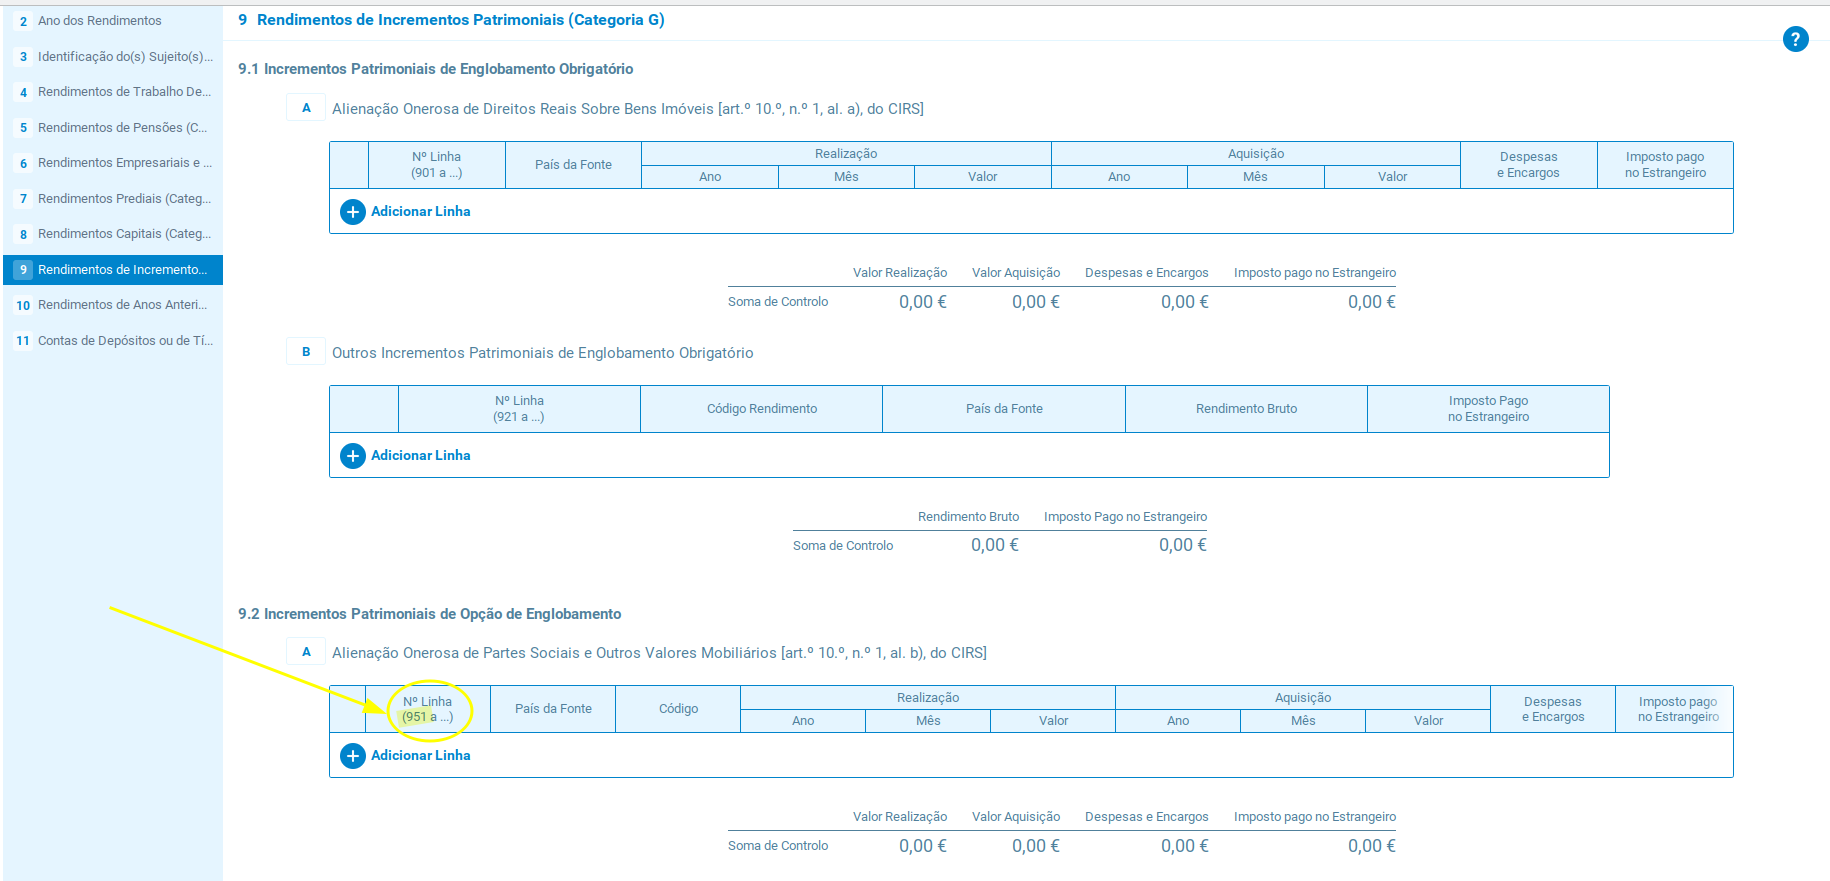 2 Ano dos Rendimentos
3 Identificação do(s) Sujeito(s)...
4 Rendimentos de Trabalho De...
5 Rendimentos de Pensões (C...
6 Rendimentos Empresariais e ...
7 Rendimentos Prediais (Categ...
8 Rendimentos Capitais (Categ...
9 Rendimentos de Incremento...
10 Rendimentos de Anos Anteri...
11 Contas de Depósitos ou de Tí...
9 Rendimentos de Incrementos Patrimoniais (Categoria G)
?
9.1 Incrementos Patrimoniais de Englobamento Obrigatório
A Alienação Onerosa de Direitos Reais Sobre Bens Imóveis [art.º 10.º, n.º 1, al. a), do CIRS]
Nº Linha
(901 a ...)
País da Fonte
Realização
Ano Mês Valor
Aquisição
Ano Mês Valor
Despesas
e Encargos
Imposto pago
no Estrangeiro
+ Adicionar Linha
Valor Realização Valor Aquisição Despesas e Encargos Imposto pago no Estrangeiro
Soma de Controlo 0,00 € 0,00 € 0,00 € 0,00 €
B Outros Incrementos Patrimoniais de Englobamento Obrigatório
Nº Linha
(921 a ...)
Código Rendimento
País da Fonte
Rendimento Bruto
Imposto Pago
no Estrangeiro
+ Adicionar Linha
Rendimento Bruto Imposto Pago no Estrangeiro
Soma de Controlo 0,00 € 0,00 €
9.2 Incrementos Patrimoniais de Opção de Englobamento
A Alienação Onerosa de Partes Sociais e Outros Valores Mobiliários [art.º 10.º, n.º 1, al. b), do CIRS]
Nº Linha
(951 a ...)
País da Fonte
Código
Realização
Ano Mês Valor
Aquisição
Ano Mês Valor
Despesas
e Encargos
Imposto pago
no Estrangeiro
+ Adicionar Linha
Valor Realização Valor Aquisição Despesas e Encargos Imposto pago no Estrangeiro
Soma de Controlo 0,00 € 0,00 € 0,00 € 0,00 €